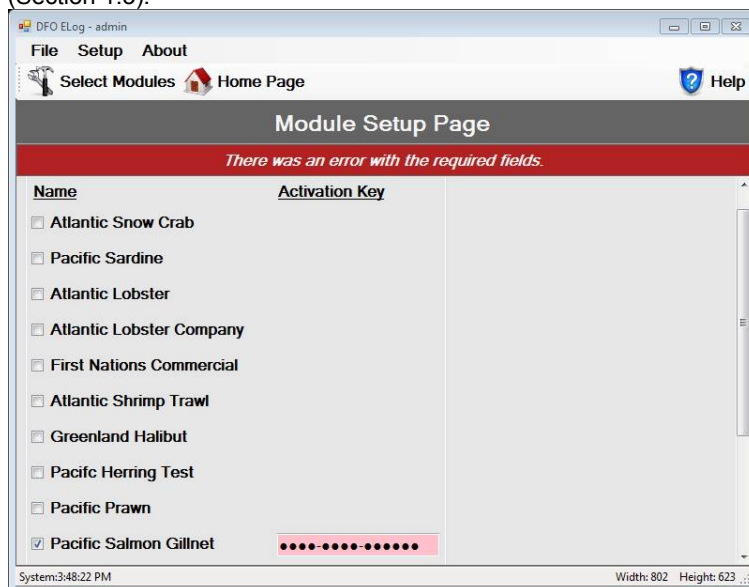 (Section 1.3).
DFO ELog - admin
File Setup About
Select Modules Home Page Help
Module Setup Page
There was an error with the required fields.
Name Activation Key
Atlantic Snow Crab
Pacific Sardine
Atlantic Lobster
Atlantic Lobster Company
First Nations Commercial
Atlantic Shrimp Trawl
Greenland Halibut
Pacifc Herring Test
Pacific Prawn
Pacific Salmon Gillnet ••••-••••-••••••
System:3:48:22 PM Width: 802 Height: 623